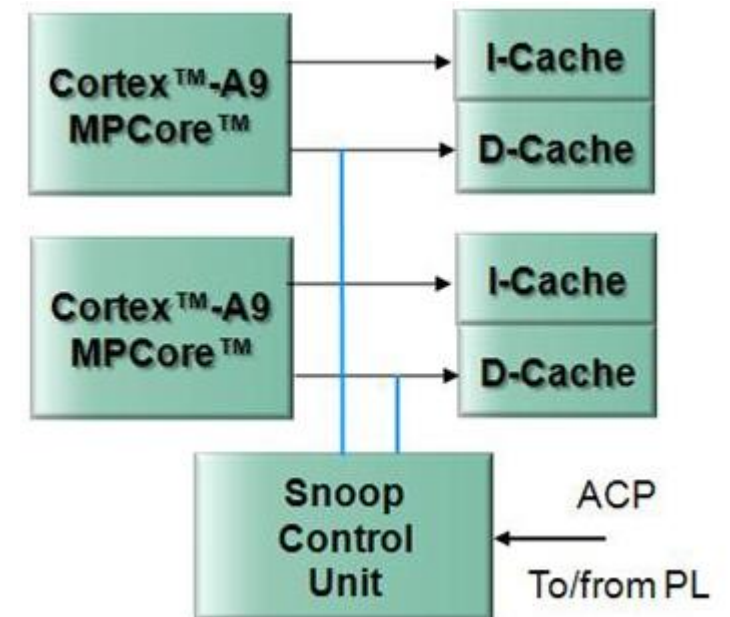 Cortex™-A9
MPCore™
I-Cache
D-Cache
Cortex™-A9
MPCore™
I-Cache
D-Cache
Snoop
Control
Unit
ACP
To/from PL